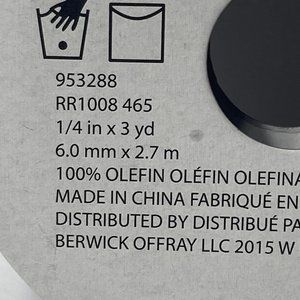 953288
RR1008 465
1/4 in x 3 yd
6.0 mm x 2.7 m
100% OLEFIN OLÉFIN OLEFINA
MADE IN CHINA FABRIQUÉ EN
DISTRIBUTED BY DISTRIBUÉ PA
BERWICK OFFRAY LLC 2015 W